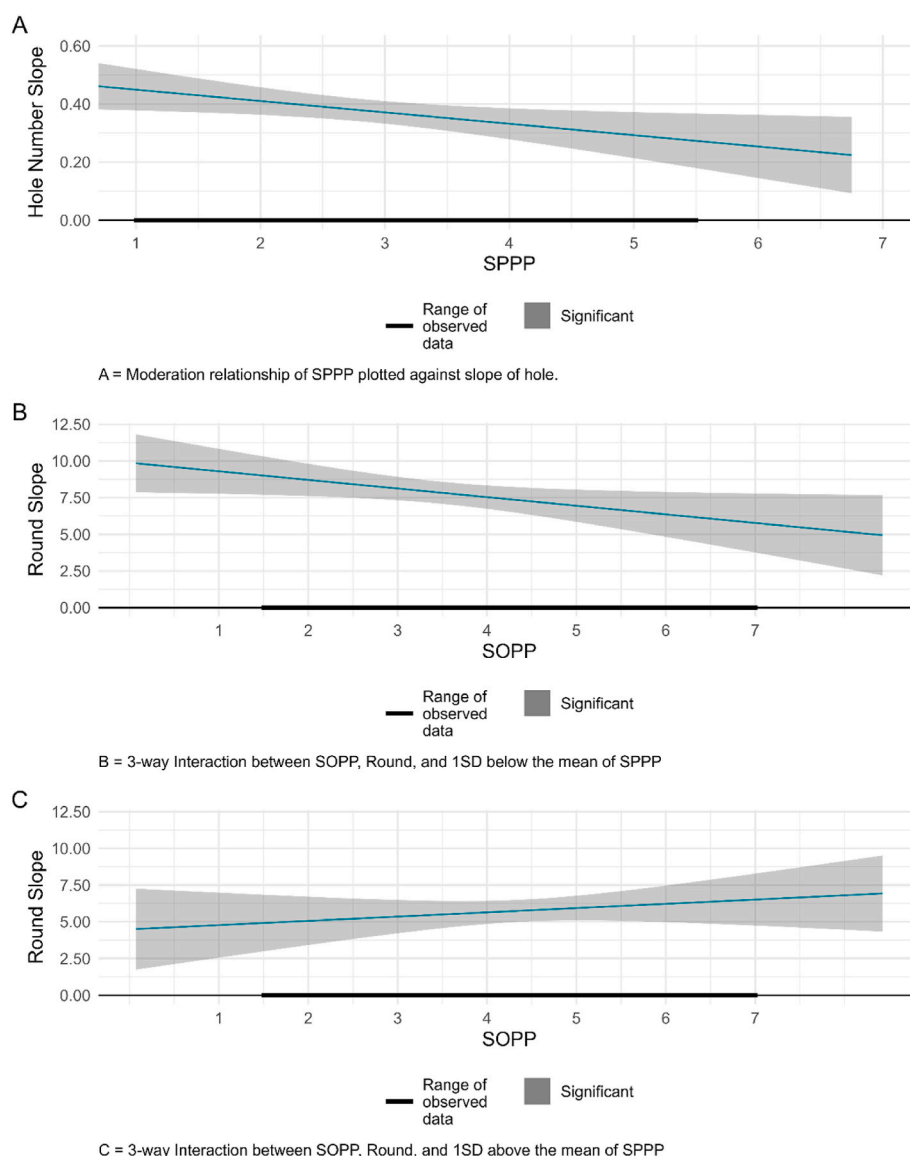 A
0.60
0.40
0.20
0.00
Hole Number Slope
1 2 3 4 5 6 7
SPPP
Range of
observed
data
Significant
A = Moderation relationship of SPPP plotted against slope of hole.
B
12.50
10.00
7.50
5.00
2.50
0.00
Round Slope
1 2 3 4 5 6 7
SOPP
Range of
observed
data
Significant
B = 3-way Interaction between SOPP, Round, and 1SD below the mean of SPPP
C
12.50
10.00
7.50
5.00
2.50
0.00
Round Slope
1 2 3 4 5 6 7
SOPP
Range of
observed
data
Significant
C = 3-way Interaction between SOPP, Round, and 1SD above the mean of SPPP